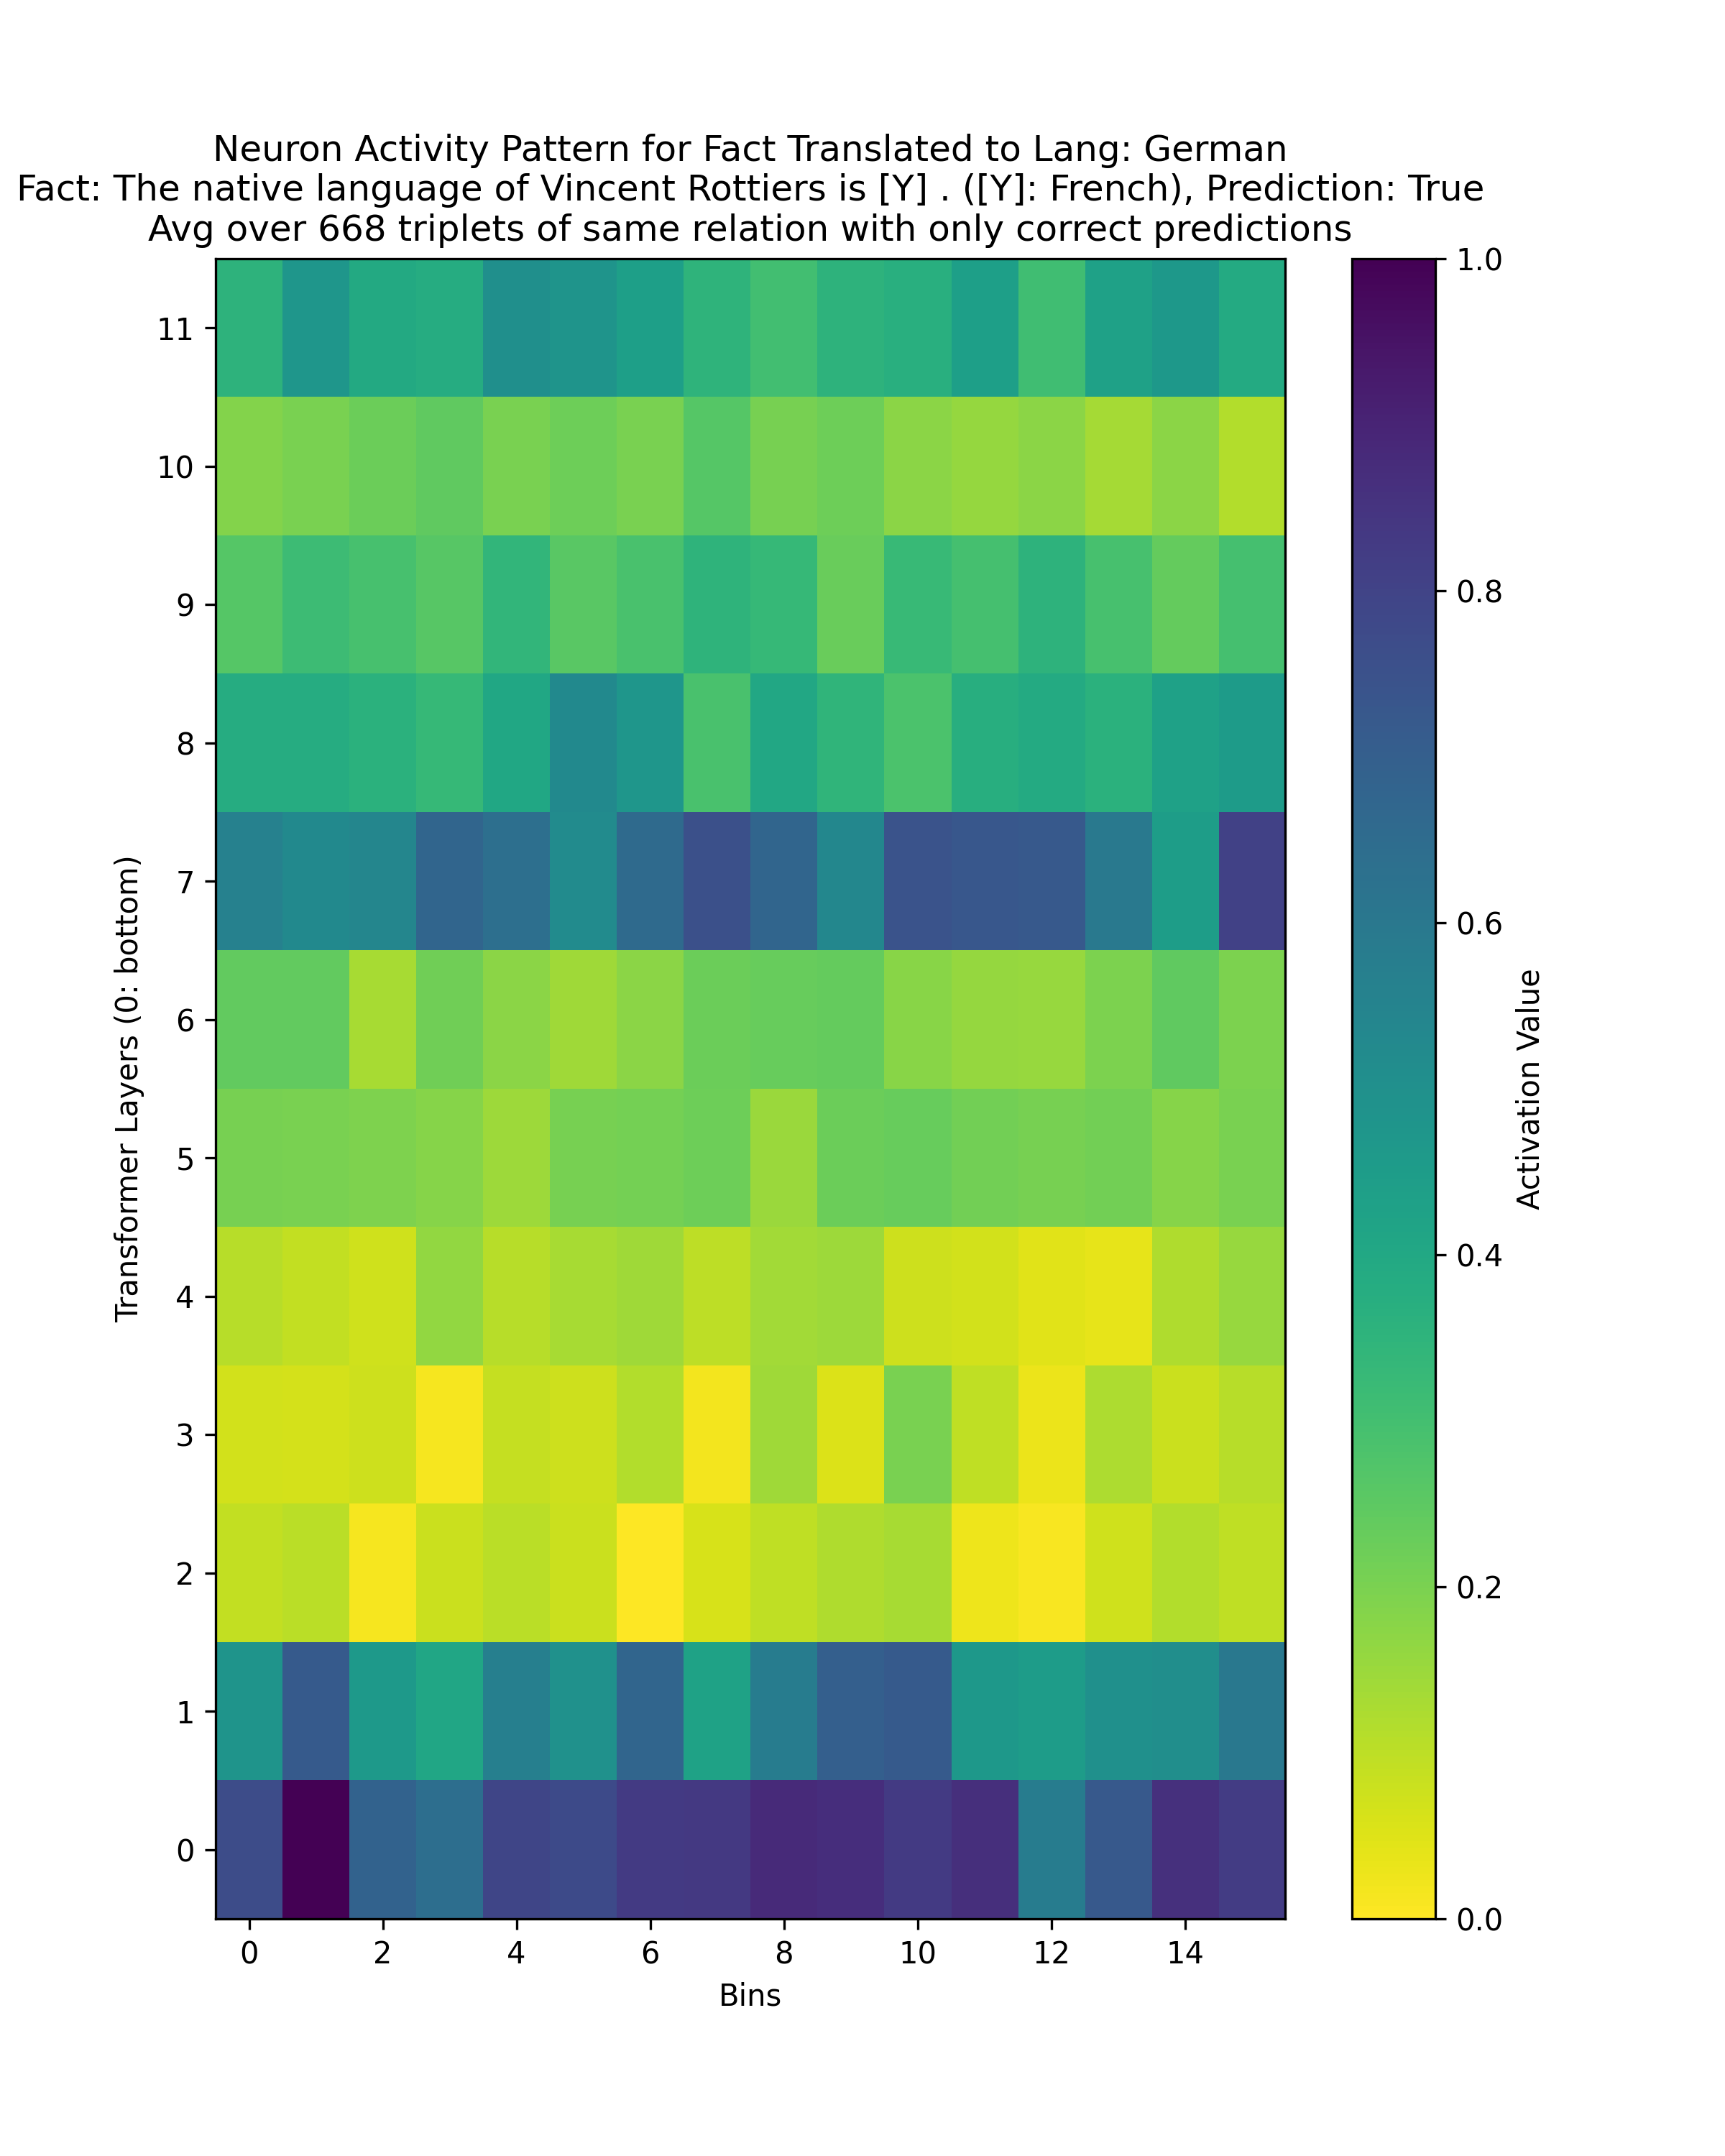 Neuron Activity Pattern for Fact Translated to Lang: German
Fact: The native language of Vincent Rottiers is [Y] . ([Y]: French), Prediction: True
Avg over 668 triplets of same relation with only correct predictions
Transformer Layers (0: bottom)
11
10
9
8
7
6
5
4
3
2
1
0
0 2 4 6 8 10 12 14
Bins
1.0
0.8
0.6
0.4
0.2
0.0
Activation Value